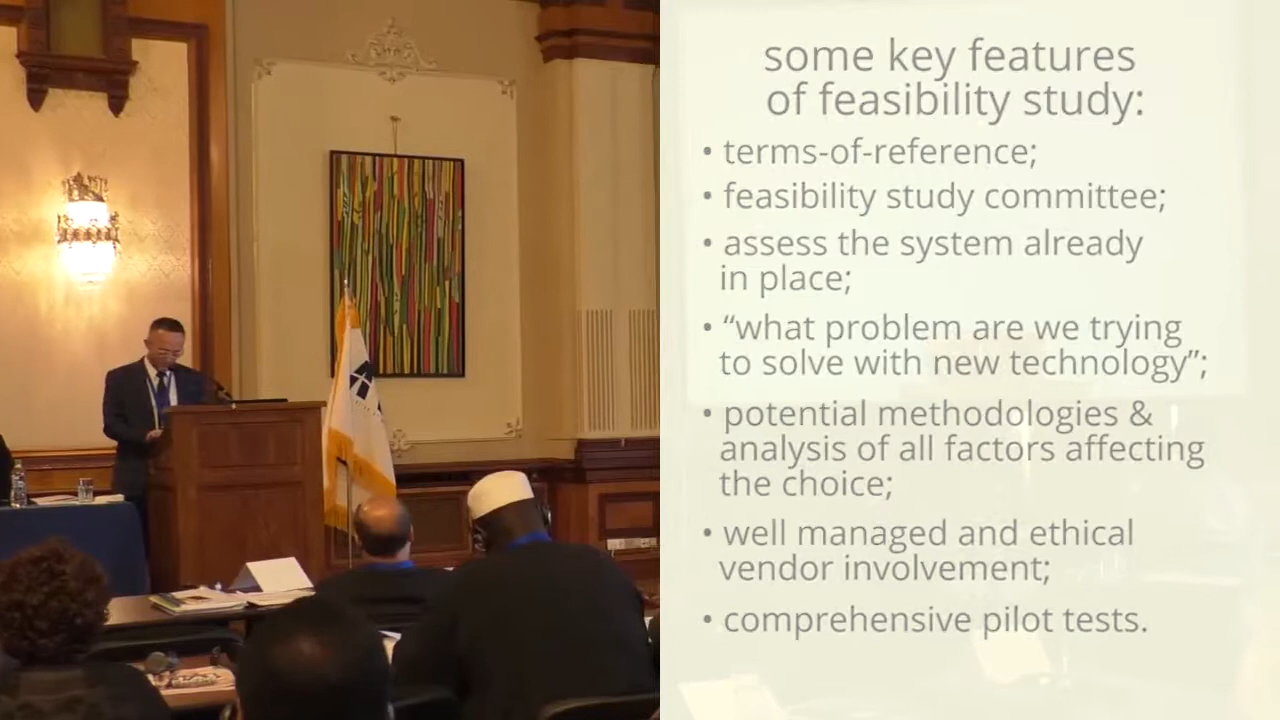 some key features
of feasibility study:
• terms-of-reference;
• feasibility study committee;
• assess the system already
in place;
• “what problem are we trying
to solve with new technology”;
• potential methodologies &
analysis of all factors affecting
the choice;
• well managed and ethical
vendor involvement;
• comprehensive pilot tests.